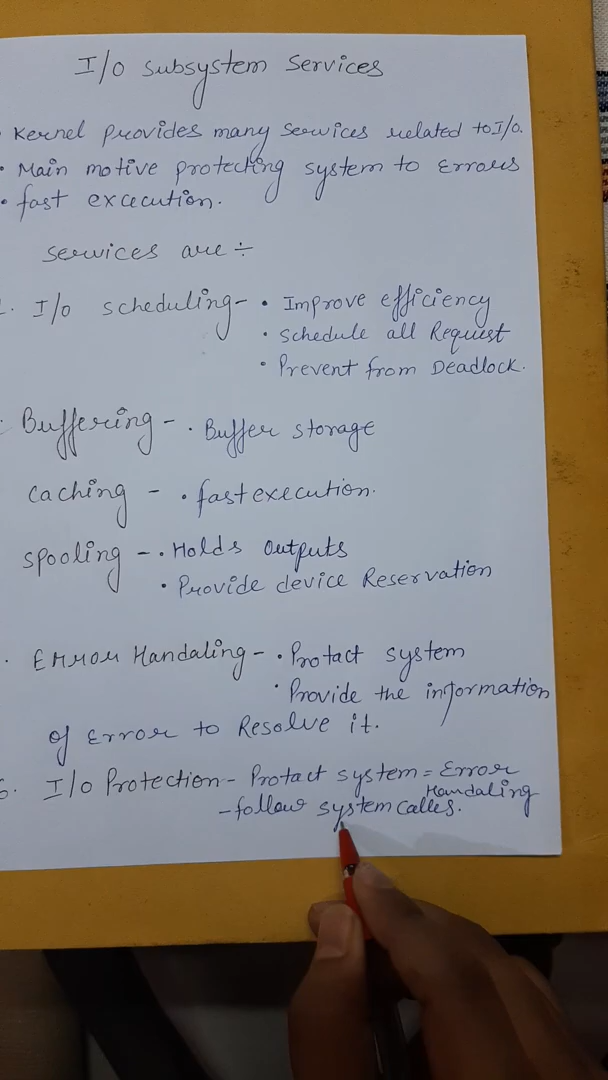 I/O subsystem services
• Kernel provides many services related to I/O.
• Main motive protecting system to Errors
• fast excecution.
services are ÷
I/O scheduling - • Improve efficiency
• schedule all Request
• Prevent from Deadlock.
Buffering - • Buffer storage
caching - • fast execution.
spooling - • Holds outputs
• Provide device Reservation
Error Handaling - • Protact system
• Provide the information
of Error to Resolve it.
6. I/O Protection - Protact system = Error Handaling
- follow system calles.